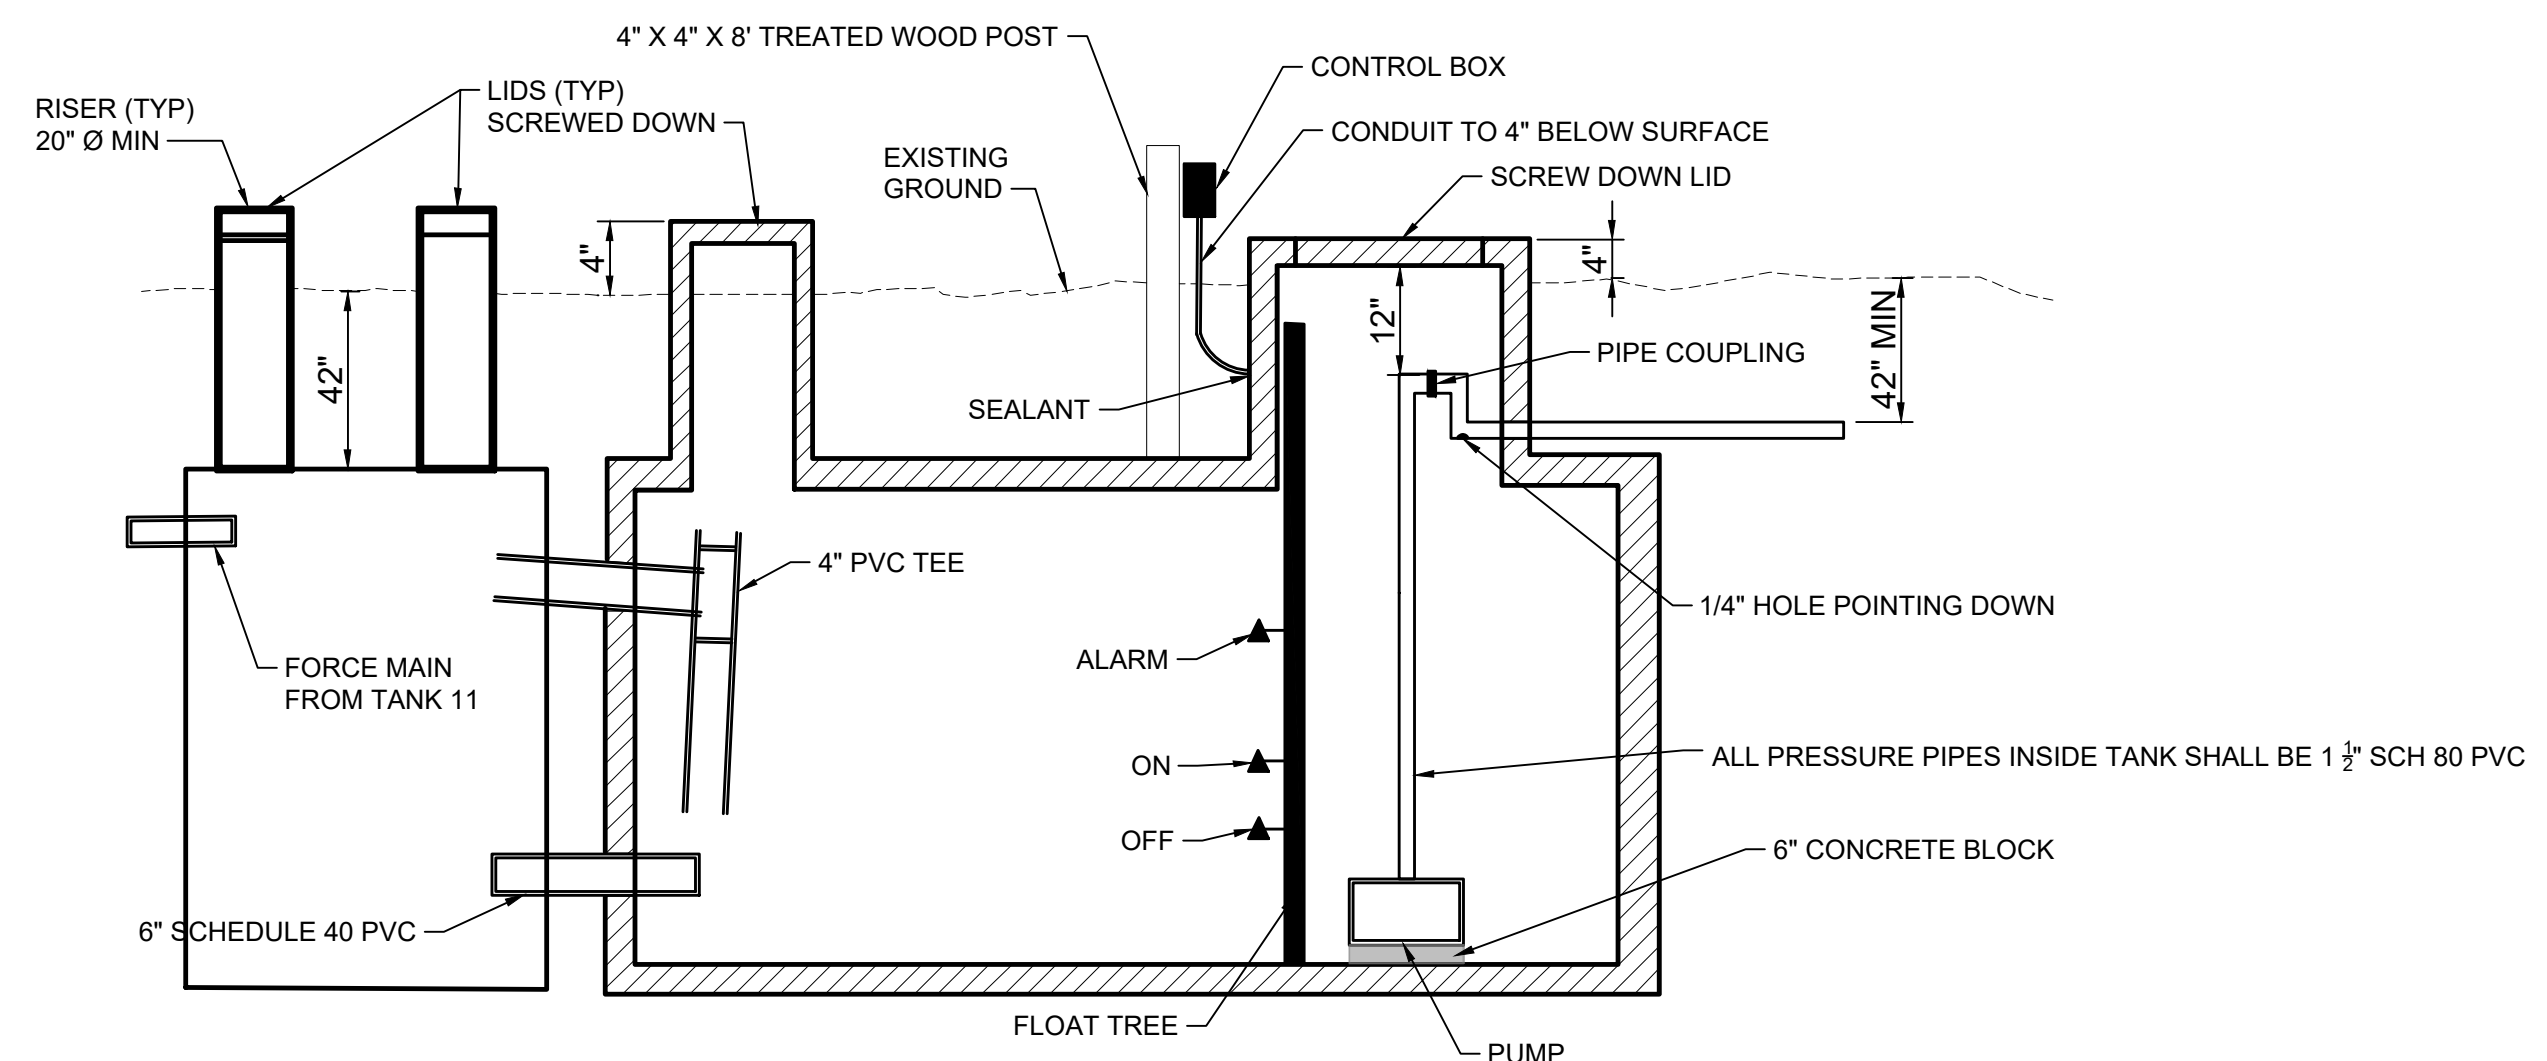 4" X 4" X 8' TREATED WOOD POST
CONTROL BOX
LIDS (TYP)
SCREWED DOWN
RISER (TYP)
20" Ø MIN
CONDUIT TO 4" BELOW SURFACE
EXISTING
GROUND
SCREW DOWN LID
4"
4"
42"
12"
42" MIN
PIPE COUPLING
SEALANT
4" PVC TEE
1/4" HOLE POINTING DOWN
ALARM
FORCE MAIN
FROM TANK 11
ON
ALL PRESSURE PIPES INSIDE TANK SHALL BE 1 1/2" SCH 80 PVC
OFF
6" CONCRETE BLOCK
6" SCHEDULE 40 PVC
FLOAT TREE
PUMP